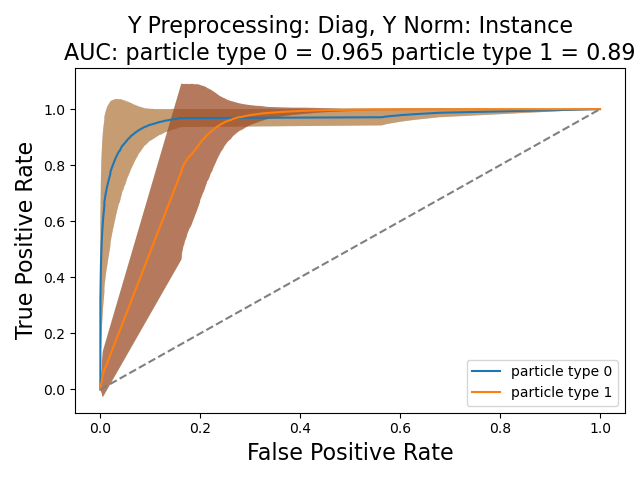 Y Preprocessing: Diag, Y Norm: Instance
AUC: particle type 0 = 0.965 particle type 1 = 0.89
True Positive Rate
1.0
0.8
0.6
0.4
0.2
0.0
particle type 0
particle type 1
0.0 0.2 0.4 0.6 0.8 1.0
False Positive Rate